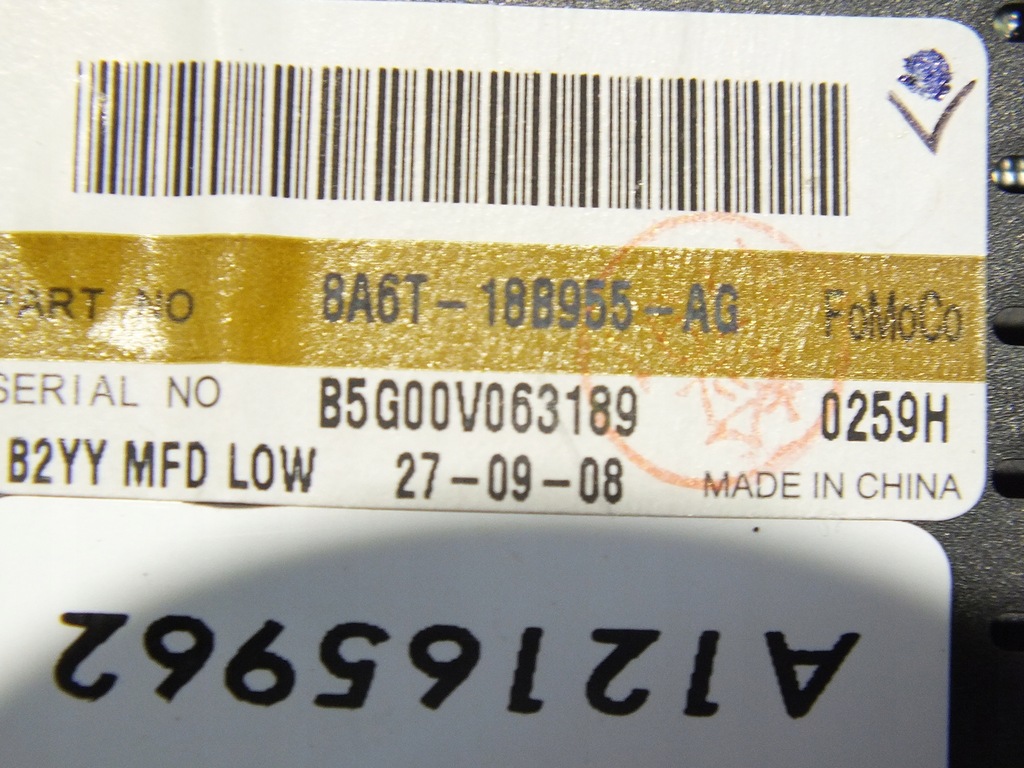 PART NO 8A6T-18B955-AG FoMoCo
SERIAL NO B5G00V063189 0259H
B2YY MFD LOW 27-09-08 MADE IN CHINA
A12165962